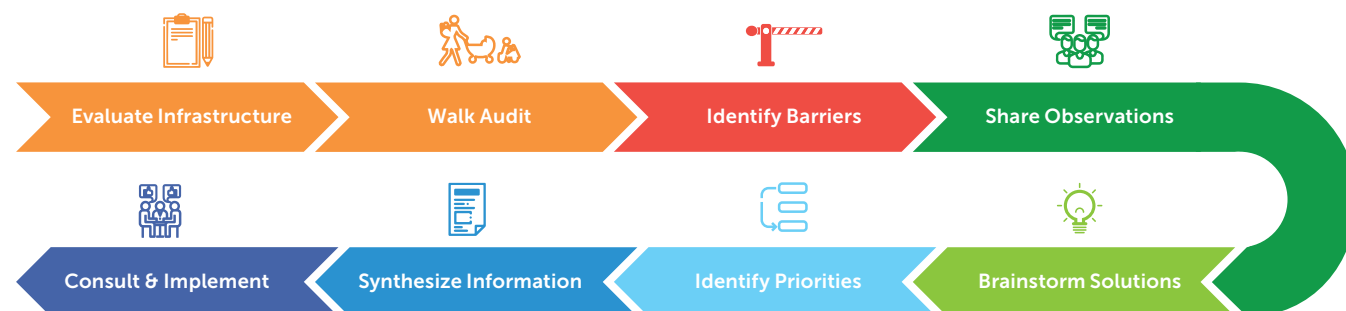 Evaluate Infrastructure
Walk Audit
Identify Barriers
Share Observations
Brainstorm Solutions
Identify Priorities
Synthesize Information
Consult & Implement